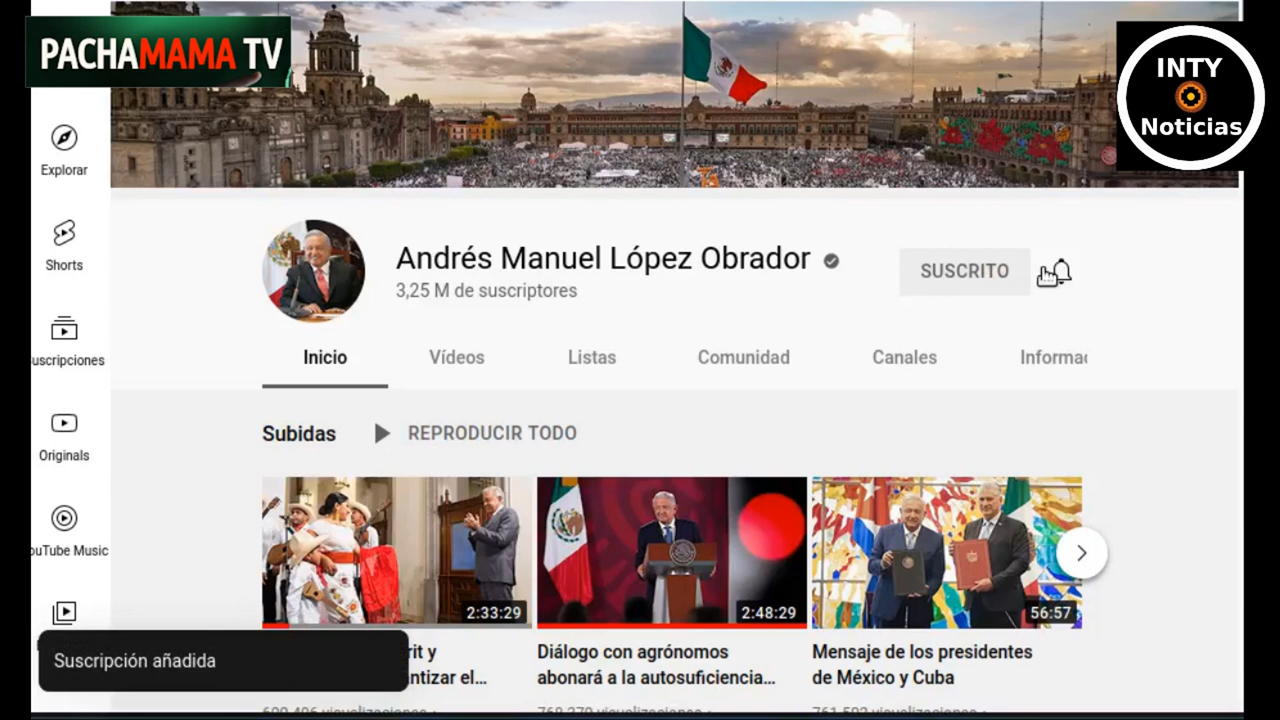 PACHAMAMA TV
INTY
Noticias
Explorar
Shorts
uscripciones
Originals
ouTube Music
Andrés Manuel López Obrador
3,25 M de suscriptores
SUSCRITO
Inicio
Vídeos
Listas
Comunidad
Canales
Informac
Subidas
REPRODUCIR TODO
2:33:29
2:48:29
56:57
rit y
antizar el...
Diálogo con agrónomos
abonará a la autosuficiencia...
Mensaje de los presidentes
de México y Cuba
Suscripción añadida